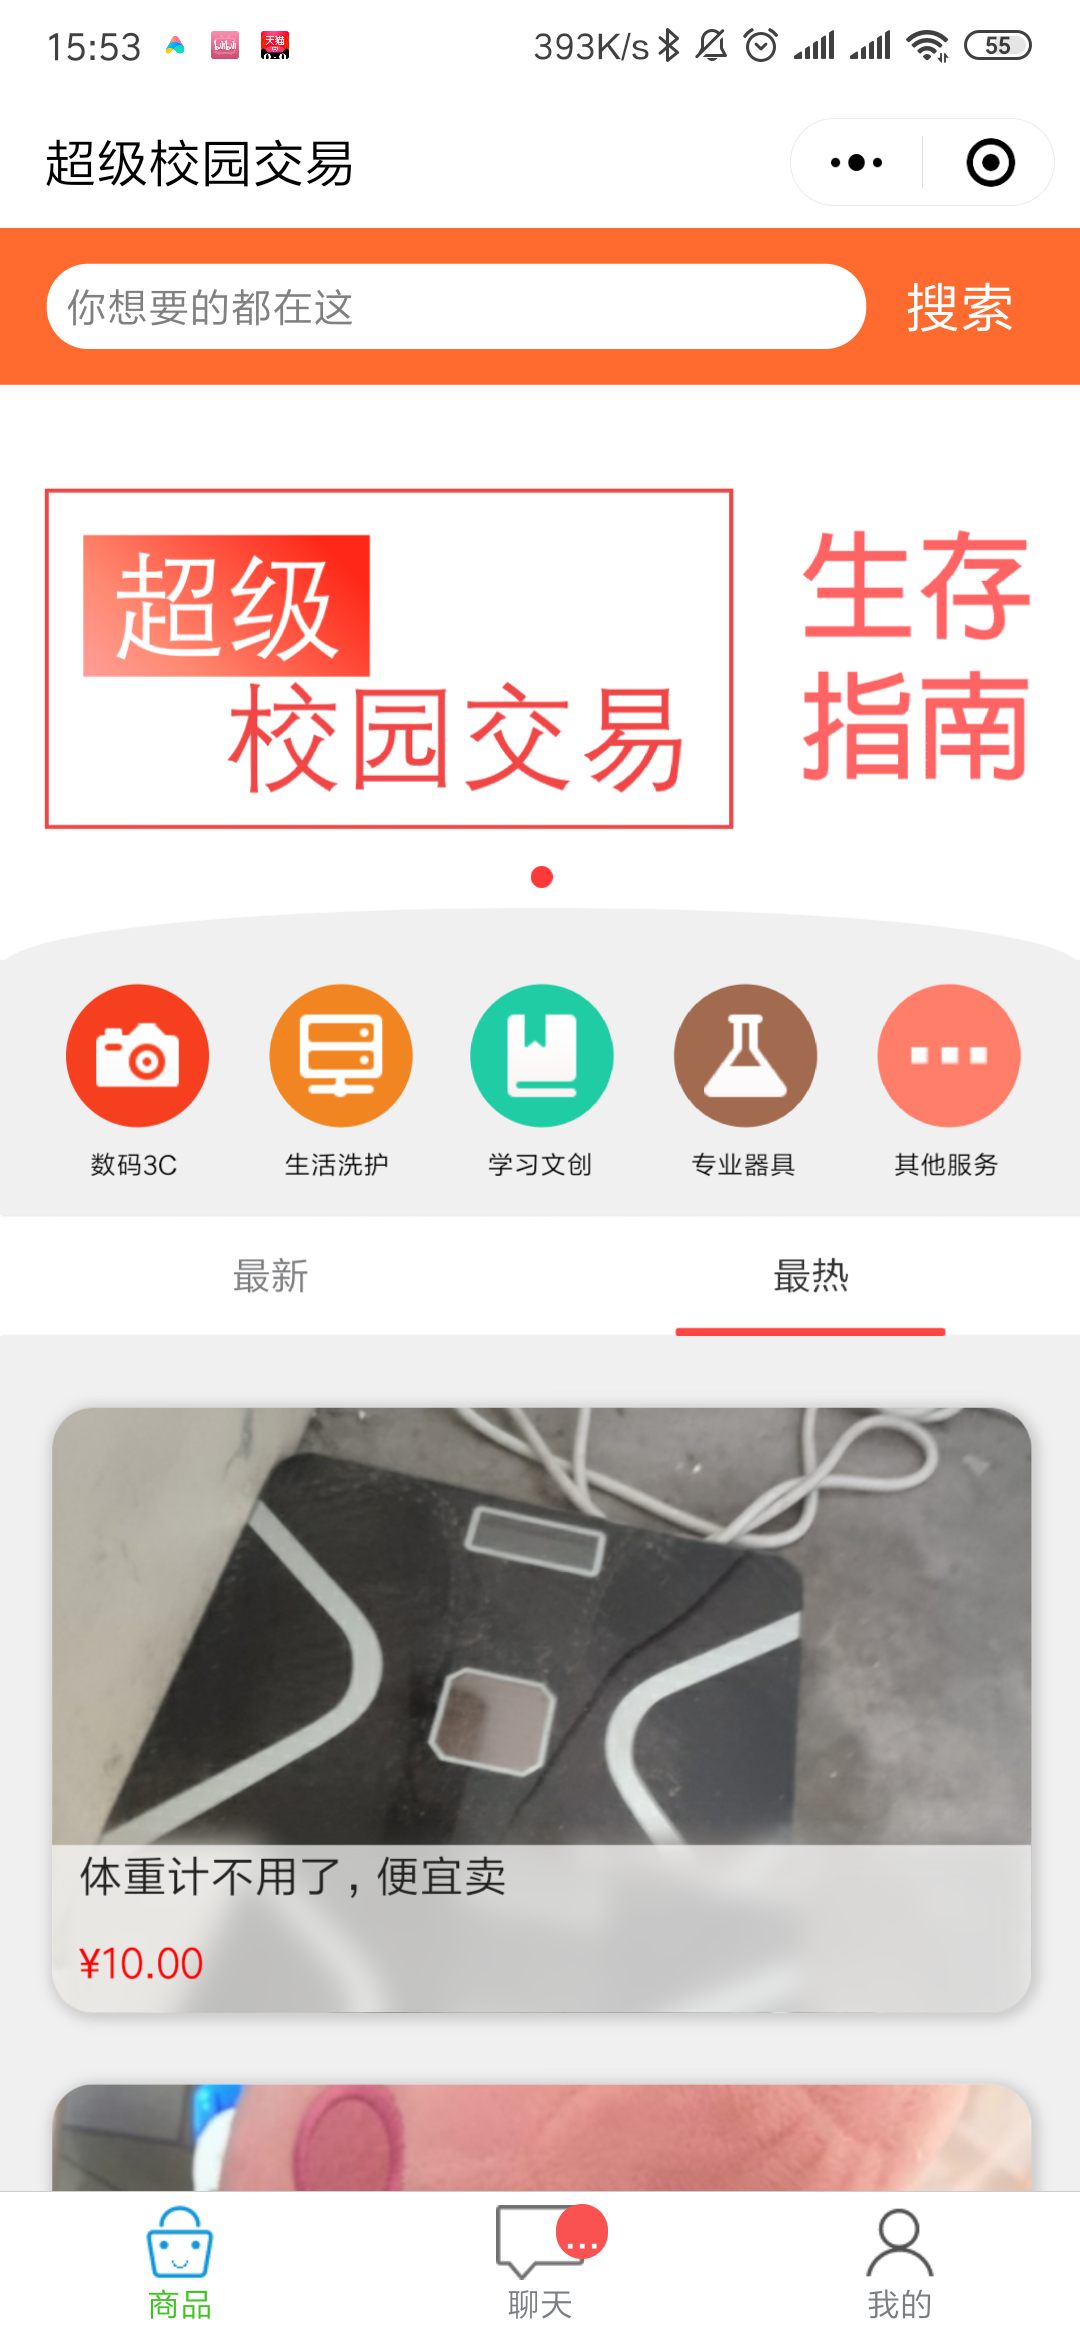 15:53
393K/s
55
超级校园交易
你想要的都在这
搜索
超级
校园交易
生存
指南
数码3C
生活洗护
学习文创
专业器具
其他服务
最新
最热
体重计不用了，便宜卖
¥10.00
商品
聊天
我的